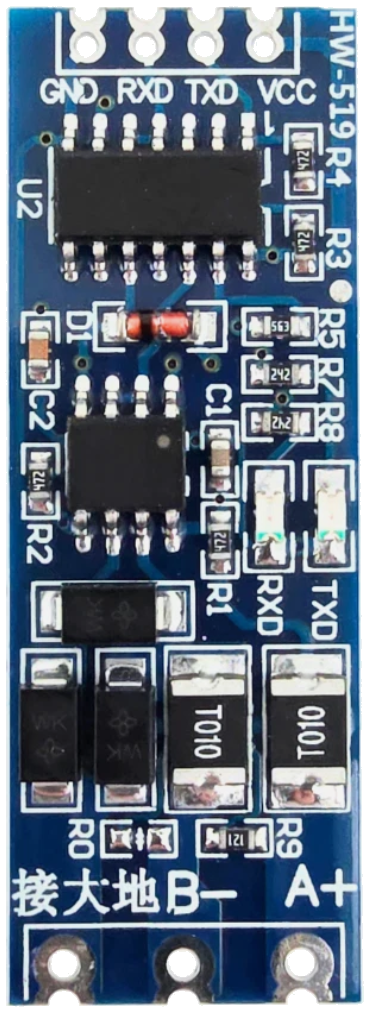 GND RXD TXD VCC
HW-519
R4
472
U2
R3
472
D1
R5
563
R7
242
C2
C1
R8
242
R2
472
R1
472
RXD
TXD
WK
WK
WK
T010
T010
R0
121
R9
接大地 B- A+